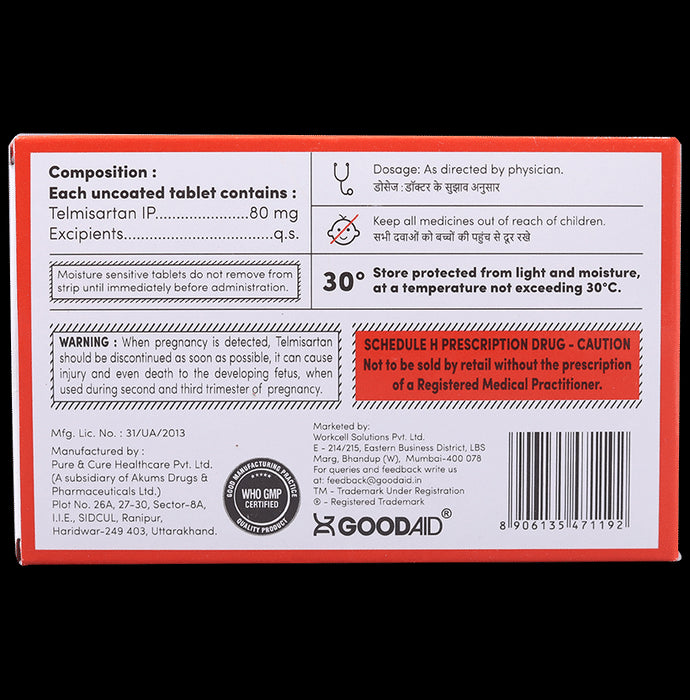 Composition :
Each uncoated tablet contains :
Telmisartan IP.....................80 mg
Excipients..................................q.s.
Moisture sensitive tablets do not remove from
strip until immediately before administration.
Dosage: As directed by physician.
डोसेज : डॉक्टर के सुझाव अनुसार
Keep all medicines out of reach of children.
सभी दवाओं को बच्चों की पहुंच से दूर रखे
30°
Store protected from light and moisture,
at a temperature not exceeding 30°C.
WARNING : When pregnancy is detected, Telmisartan
should be discontinued as soon as possible, it can cause
injury and even death to the developing fetus, when
used during second and third trimester of pregnancy.
SCHEDULE H PRESCRIPTION DRUG - CAUTION
Not to be sold by retail without the prescription
of a Registered Medical Practitioner.
Mfg. Lic. No. : 31/UA/2013
Manufactured by :
Pure & Cure Healthcare Pvt. Ltd.
(A subsidiary of Akums Drugs &
Pharmaceuticals Ltd.)
Plot No. 26A, 27-30, Sector-8A,
I.I.E., SIDCUL, Ranipur,
Haridwar-249 403, Uttarakhand.
GOOD MANUFACTURING PRACTICE
WHO GMP
CERTIFIED
QUALITY PRODUCT
Marketed by:
Workcell Solutions Pvt. Ltd.
E - 214/215, Eastern Business District, LBS
Marg, Bhandup (W), Mumbai-400 078
For queries and feedback write us
at: feedback@goodaid.in
TM - Trademark Under Registration
® - Registered Trademark
GOODAID®
8 906135 471192